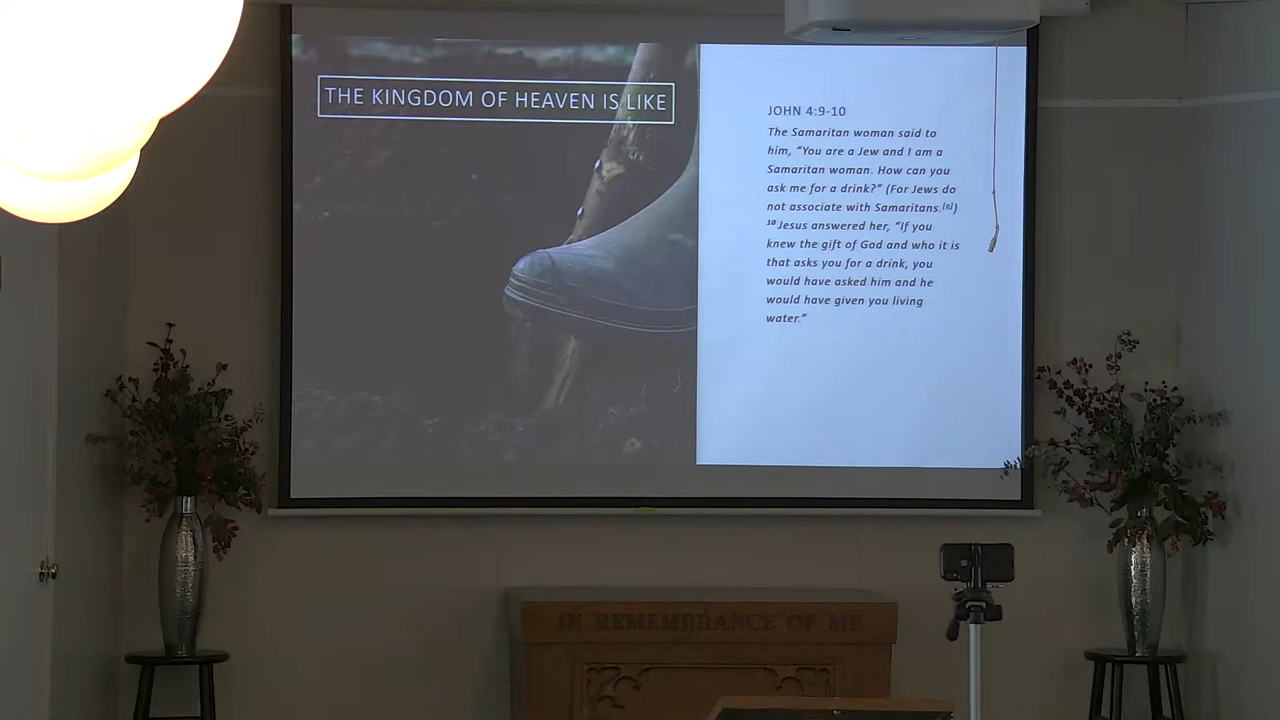 THE KINGDOM OF HEAVEN IS LIKE
JOHN 4:9-10
The Samaritan woman said to
him, “You are a Jew and I am a
Samaritan woman. How can you
ask me for a drink?” (For Jews do
not associate with Samaritans.[a])
10 Jesus answered her, “If you
knew the gift of God and who it is
that asks you for a drink, you
would have asked him and he
would have given you living
water.”
IN REMEMBRANCE OF ME